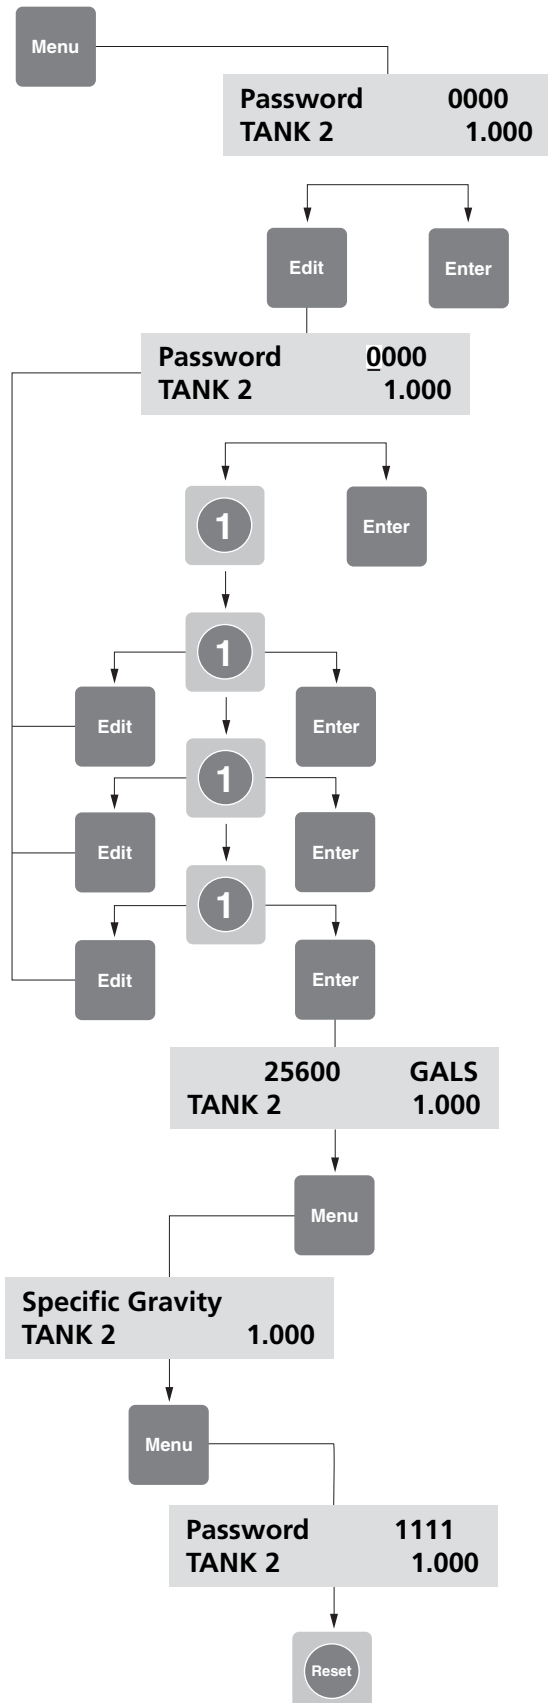 Menu
Password 0000
TANK 2 1.000
Edit Enter
Password 0000
TANK 2 1.000
1 Enter
1
Edit Enter
1
Edit Enter
1
Edit Enter
25600 GALS
TANK 2 1.000
Menu
Specific Gravity
TANK 2 1.000
Menu
Password 1111
TANK 2 1.000
Reset